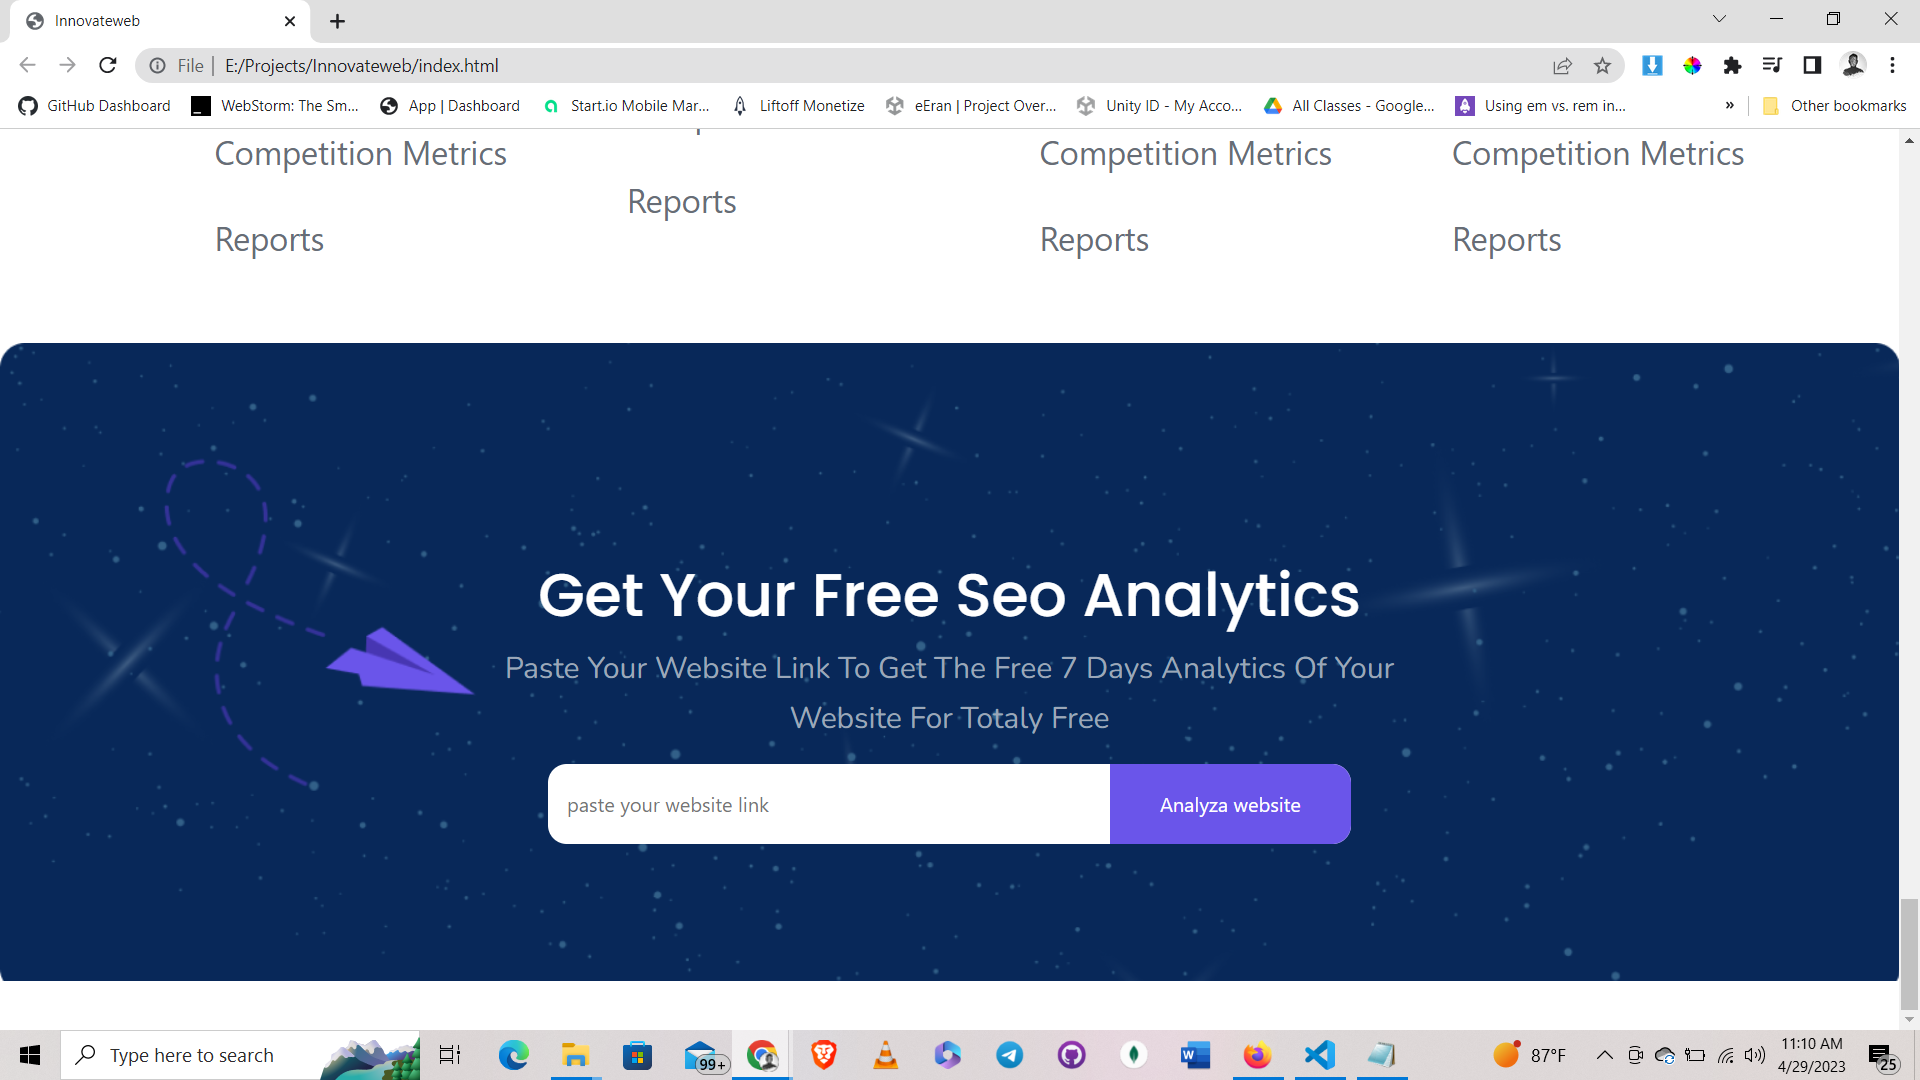 Innovateweb
File
E:/Projects/Innovateweb/index.html
GitHub Dashboard
WebStorm: The Sm...
App | Dashboard
Start.io Mobile Mar...
Liftoff Monetize
eEran | Project Over...
Unity ID - My Acco...
All Classes - Google...
Using em vs. rem in...
»
Other bookmarks
Competition Metrics
Competition Metrics
Competition Metrics
Reports
Reports
Reports
Reports
Get Your Free Seo Analytics
Paste Your Website Link To Get The Free 7 Days Analytics Of Your
Website For Totaly Free
paste your website link
Analyza website
Type here to search
99+
87°F
11:10 AM
4/29/2023
25